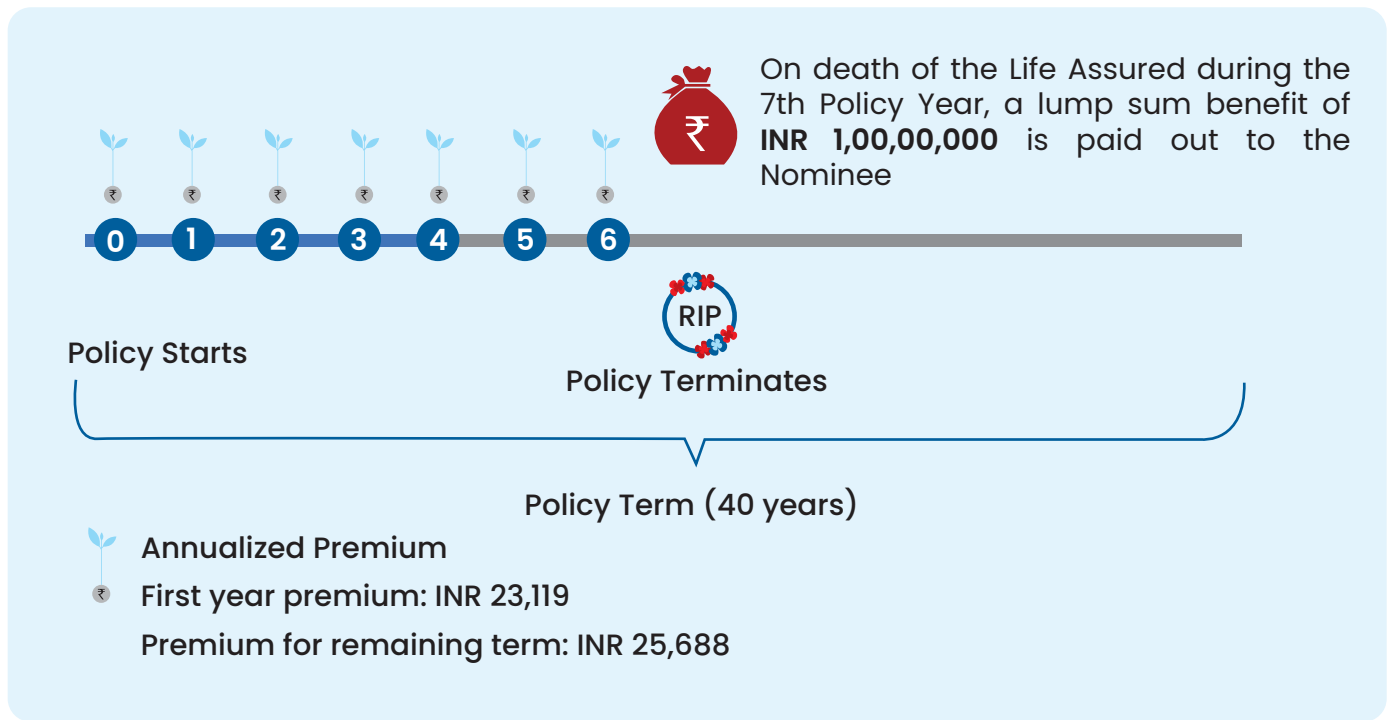 On death of the Life Assured during the
7th Policy Year, a lump sum benefit of
INR 1,00,00,000 is paid out to the
Nominee
₹
₹ ₹ ₹ ₹ ₹ ₹ ₹
0 1 2 3 4 5 6
RIP
Policy Starts
Policy Terminates
Policy Term (40 years)
Annualized Premium
₹ First year premium: INR 23,119
Premium for remaining term: INR 25,688